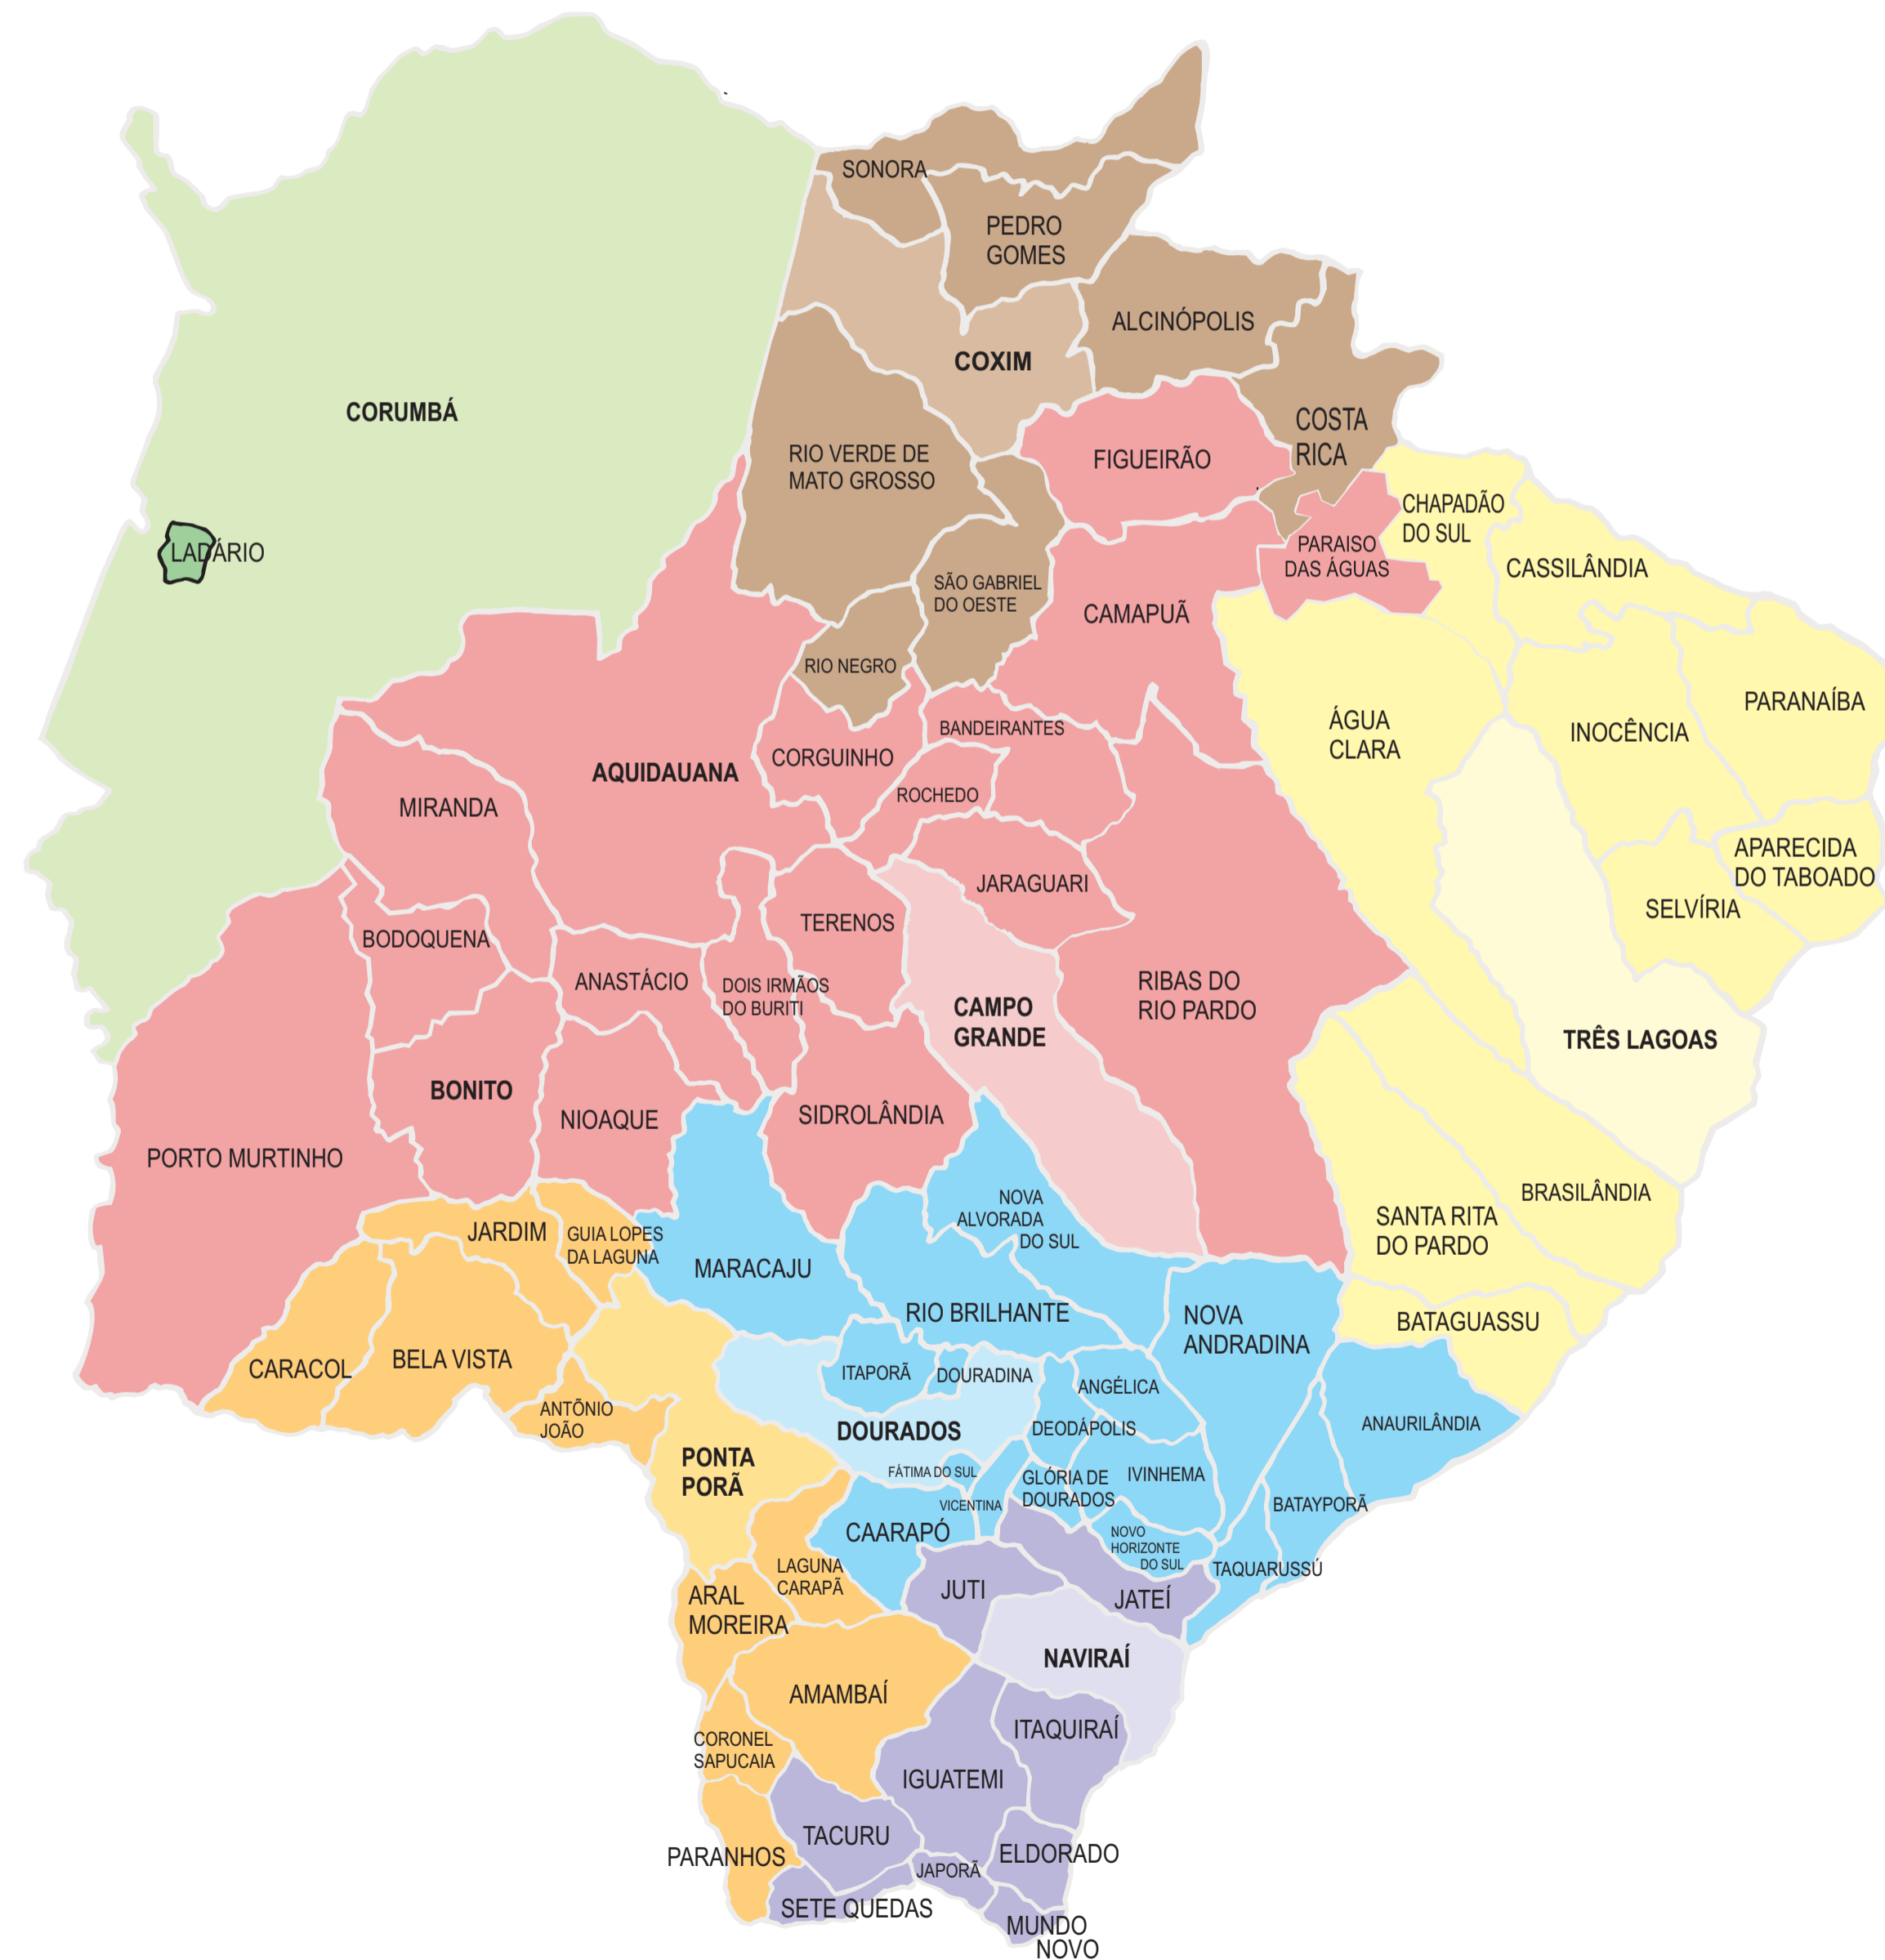 SONORA
PEDRO
GOMES
ALCINÓPOLIS
COXIM
CORUMBÁ
COSTA
RICA
RIO VERDE DE
MATO GROSSO
FIGUEIRÃO
CHAPADÃO
DO SUL
LADÁRIO
PARAISO
DAS ÁGUAS
CASSILÂNDIA
SÃO GABRIEL
DO OESTE
CAMAPUÃ
RIO NEGRO
PARANAÍBA
ÁGUA
CLARA
INOCÊNCIA
BANDEIRANTES
CORGUINHO
AQUIDAUANA
ROCHEDO
MIRANDA
APARECIDA
DO TABOADO
JARAGUARI
SELVÍRIA
TERENOS
BODOQUENA
ANASTÁCIO
DOIS IRMÃOS
DO BURITI
RIBAS DO
RIO PARDO
CAMPO
GRANDE
TRÊS LAGOAS
BONITO
NIOAQUE
SIDROLÂNDIA
PORTO MURTINHO
BRASILÂNDIA
NOVA
ALVORADA
DO SUL
SANTA RITA
DO PARDO
JARDIM
GUIA LOPES
DA LAGUNA
MARACAJU
RIO BRILHANTE
NOVA
ANDRADINA
BATAGUASSU
CARACOL
BELA VISTA
ITAPORÃ
DOURADINA
ANGÉLICA
ANTÕNIO
JOÃO
DOURADOS
DEODÁPOLIS
ANAURILÂNDIA
PONTA
PORÃ
FÁTIMA DO SUL
GLÓRIA DE
DOURADOS
IVINHEMA
VICENTINA
BATAYPORÃ
CAARAPÓ
NOVO
HORIZONTE
DO SUL
LAGUNA
CARAPÃ
TAQUARUSSÚ
JUTI
JATEÍ
ARAL
MOREIRA
NAVIRAÍ
AMAMBAÍ
ITAQUIRAÍ
CORONEL
SAPUCAIA
IGUATEMI
TACURU
PARANHOS
ELDORADO
JAPORÃ
SETE QUEDAS
MUNDO
NOVO